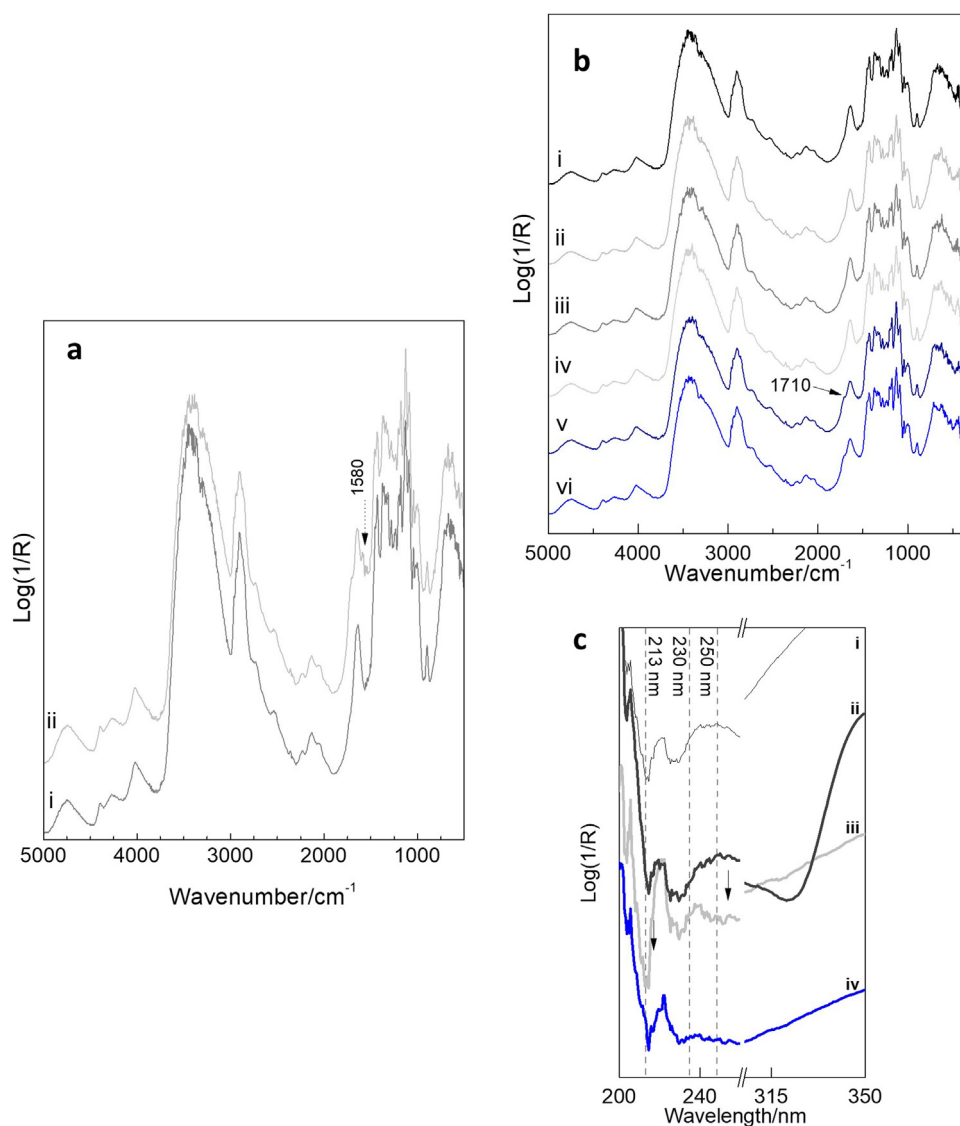 a
1580
ii
i
Log(1/R)
5000 4000 3000 2000 1000
Wavenumber/cm-1
b
i
ii
iii
iv
1710
v
vi
Log(1/R)
5000 4000 3000 2000 1000
Wavenumber/cm-1
c
213 nm
230 nm
250 nm
i
ii
iii
iv
Log(1/R)
200 240 315 350
Wavelength/nm